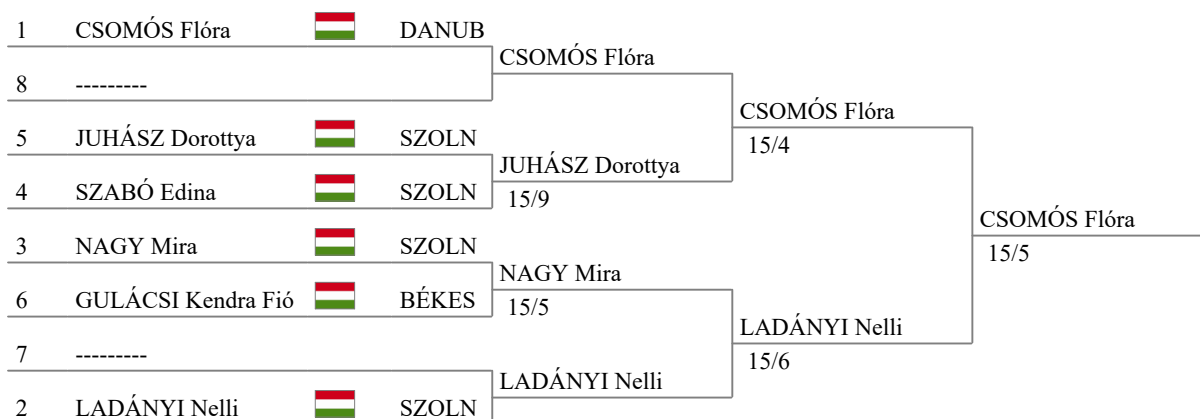 1 CSOMÓS Flóra DANUB
CSOMÓS Flóra
8 ---------
CSOMÓS Flóra
15/4
5 JUHÁSZ Dorottya SZOLN
JUHÁSZ Dorottya
15/9
4 SZABÓ Edina SZOLN
CSOMÓS Flóra
15/5
3 NAGY Mira SZOLN
NAGY Mira
15/5
6 GULÁCSI Kendra Fió BÉKES
LADÁNYI Nelli
15/6
7 ---------
LADÁNYI Nelli
2 LADÁNYI Nelli SZOLN